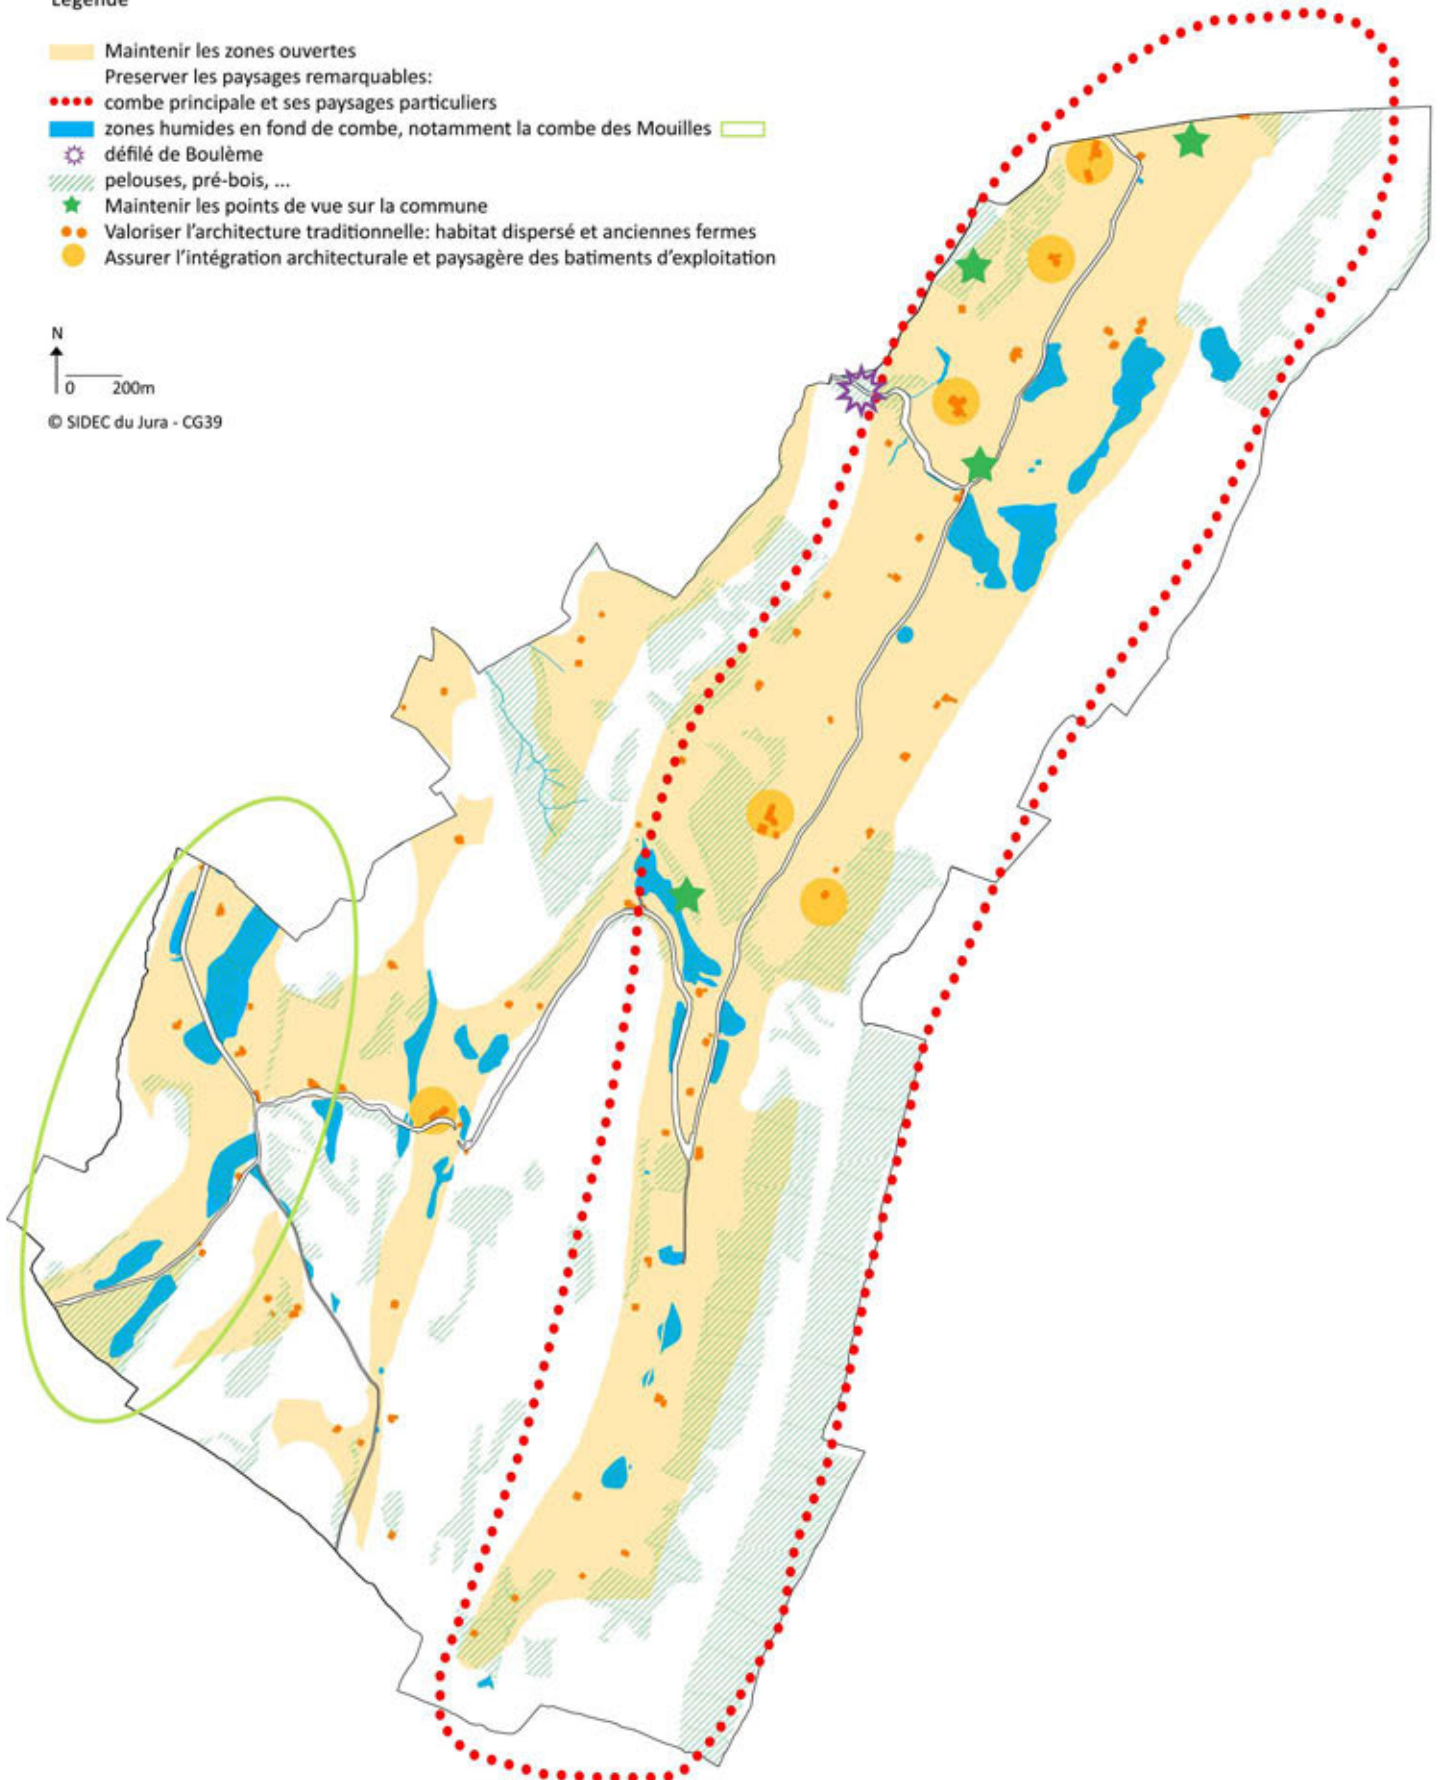 Légende
Maintenir les zones ouvertes
Preserver les paysages remarquables:
combe principale et ses paysages particuliers
zones humides en fond de combe, notamment la combe des Mouilles
défilé de Boulème
pelouses, pré-bois, ...
Maintenir les points de vue sur la commune
Valoriser l'architecture traditionnelle: habitat dispersé et anciennes fermes
Assurer l'intégration architecturale et paysagère des batiments d'exploitation
N
0 200m
© SIDEC du Jura - CG39